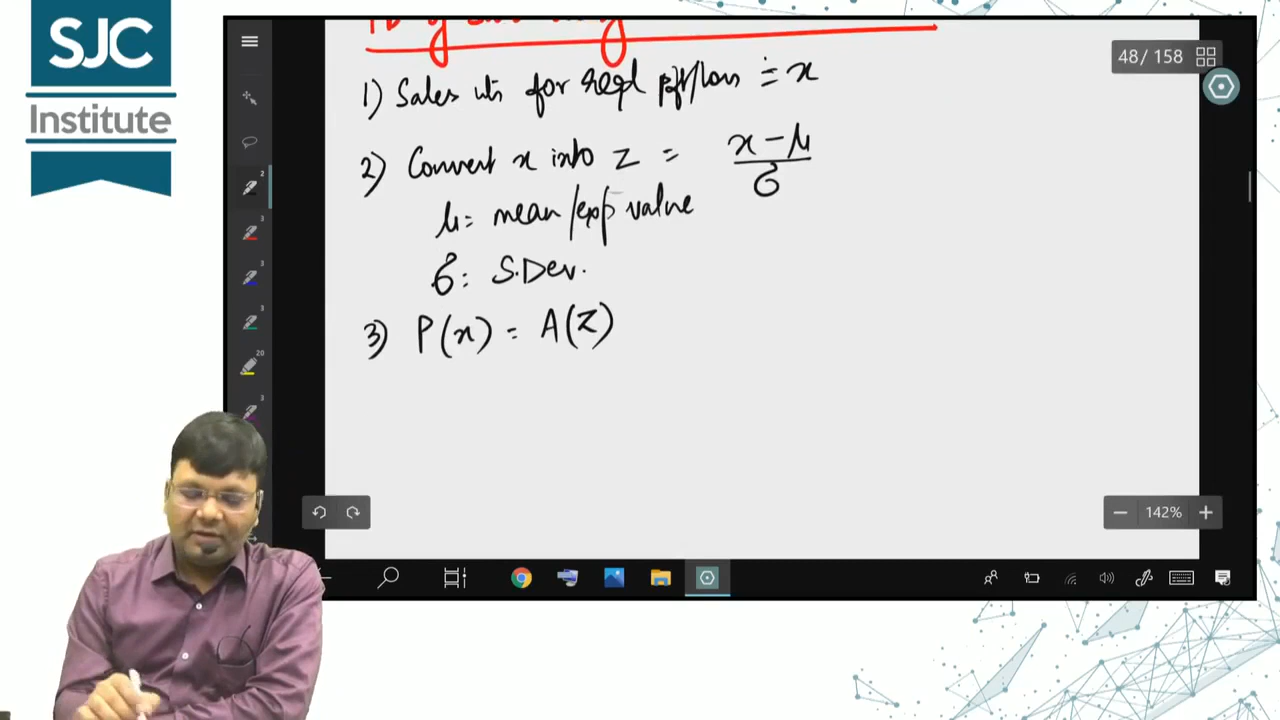 SJC
Institute
48 / 158
1) Sales uts for reqd pft/loss = x
2) Convert x into z = x - μ / σ
μ = mean/exp value
σ: S.Dev.
3) P(x) = A(Z)
142%